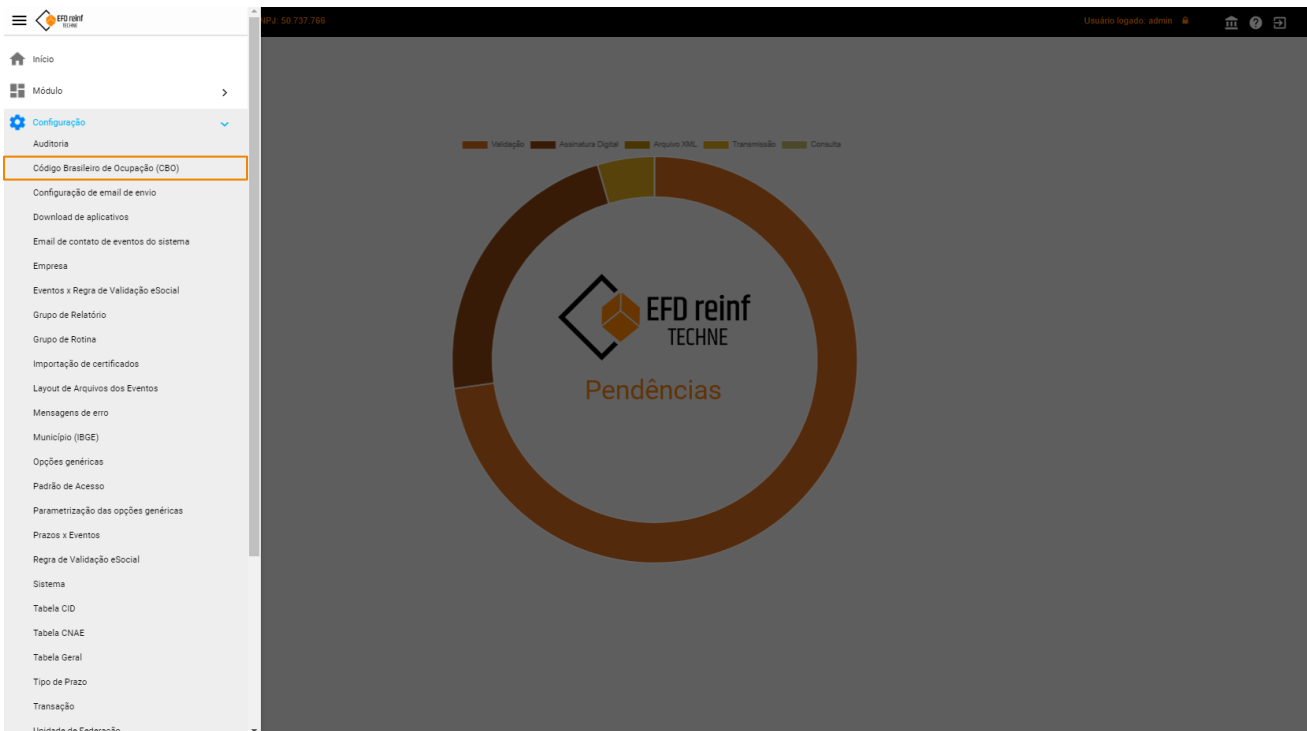 EFD reinf
TECHNE
NPJ: 50.737.766
Usuário logado: admin
Início
Módulo
Configuração
Auditoria
Código Brasileiro de Ocupação (CBO)
Configuração de email de envio
Download de aplicativos
Email de contato de eventos do sistema
Empresa
Eventos x Regra de Validação eSocial
Grupo de Relatório
Grupo de Rotina
Importação de certificados
Layout de Arquivos dos Eventos
Mensagens de erro
Município (IBGE)
Opções genéricas
Padrão de Acesso
Parametrização das opções genéricas
Prazos x Eventos
Regra de Validação eSocial
Sistema
Tabela CID
Tabela CNAE
Tabela Geral
Tipo de Prazo
Transação
Unidade de Federação
Validação Assinatura Digital Arquivo XML Transmissão Consulta
EFD reinf
TECHNE
Pendências